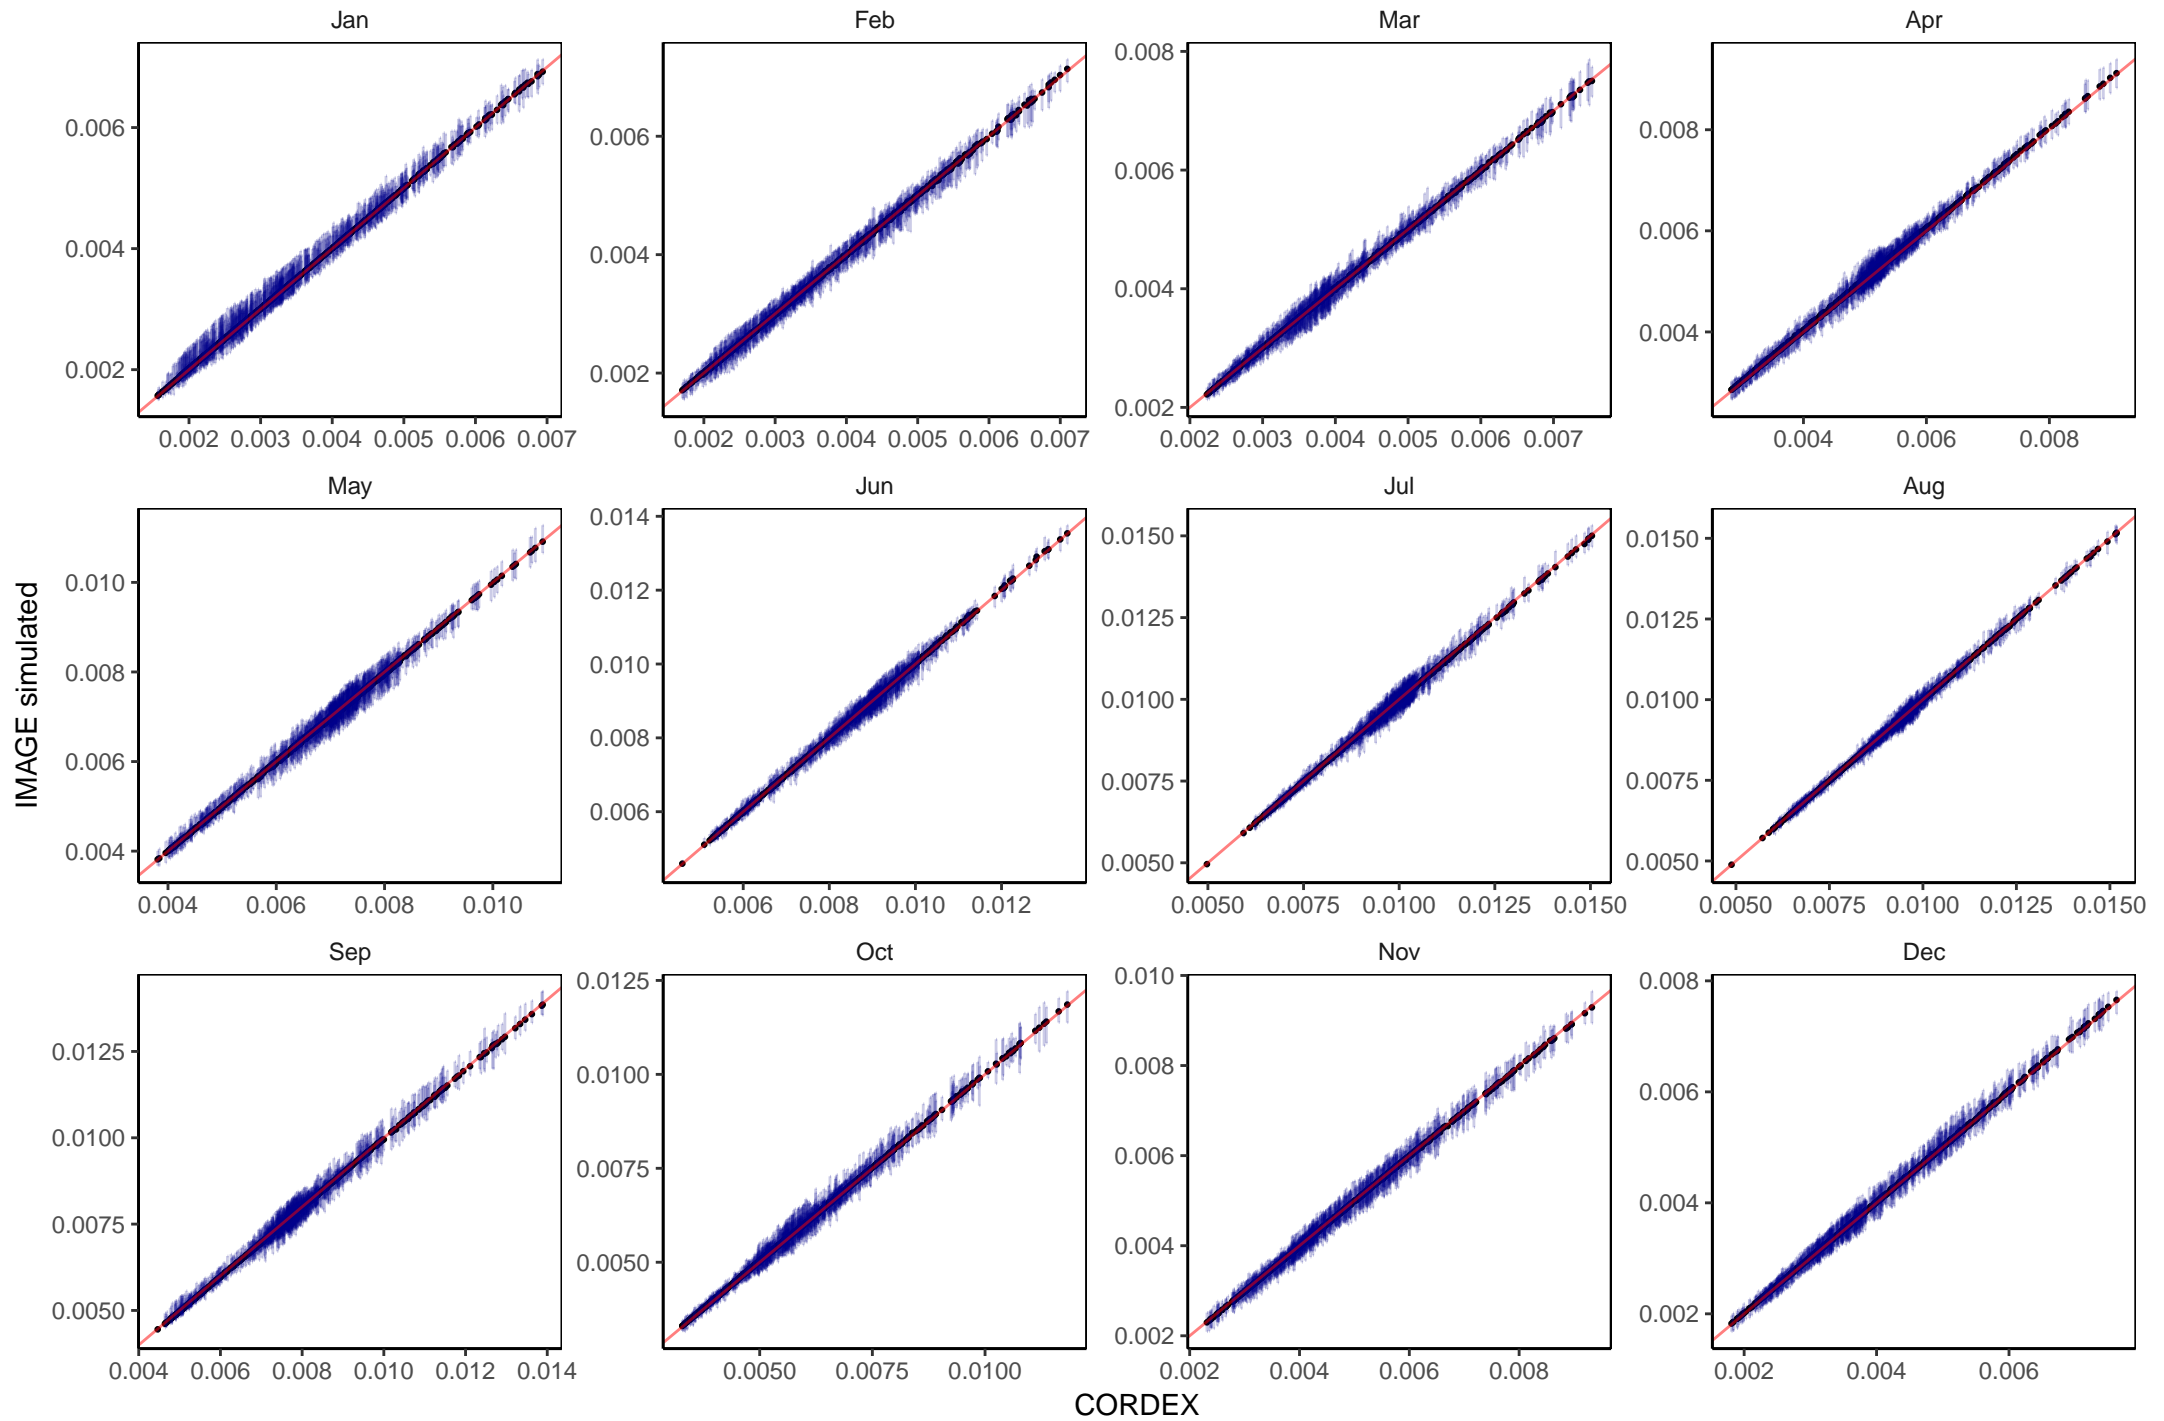 Jan Feb Mar Apr
0.006
0.004
0.002
0.002 0.003 0.004 0.005 0.006 0.007
0.006
0.004
0.002
0.002 0.003 0.004 0.005 0.006 0.007
0.008
0.006
0.004
0.002
0.002 0.003 0.004 0.005 0.006 0.007
0.008
0.006
0.004
0.004 0.006 0.008
May Jun Jul Aug
0.010
0.008
0.006
0.004
0.004 0.006 0.008 0.010
0.014
0.012
0.010
0.008
0.006
0.006 0.008 0.010 0.012
0.0150
0.0125
0.0100
0.0075
0.0050
0.0050 0.0075 0.0100 0.0125 0.0150
0.0150
0.0125
0.0100
0.0075
0.0050
0.0050 0.0075 0.0100 0.0125 0.0150
IMAGE simulated
Sep Oct Nov Dec
0.0125
0.0100
0.0075
0.0050
0.004 0.006 0.008 0.010 0.012 0.014
0.0125
0.0100
0.0075
0.0050
0.0050 0.0075 0.0100
0.010
0.008
0.006
0.004
0.002
0.002 0.004 0.006 0.008
0.008
0.006
0.004
0.002
0.002 0.004 0.006
CORDEX